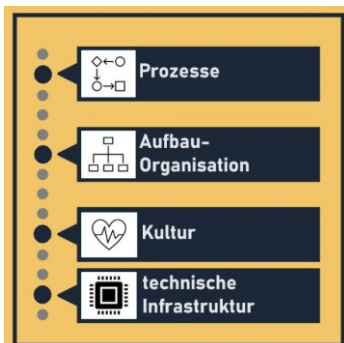 Prozesse
Aufbau-
Organisation
Kultur
technische
Infrastruktur